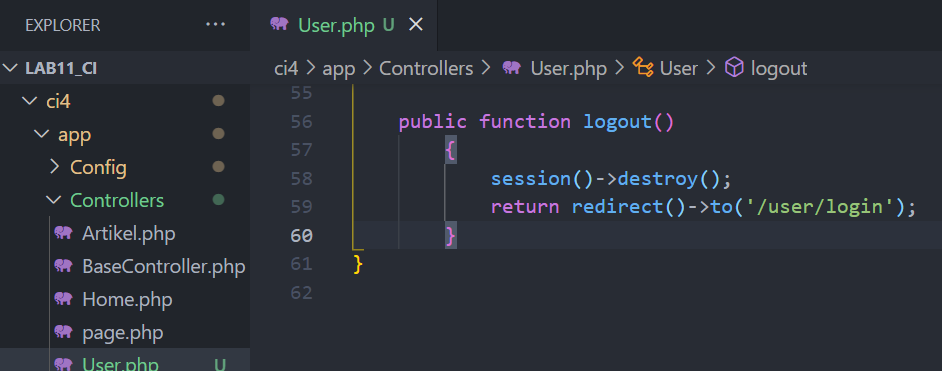 EXPLORER ···
LAB11_CI
ci4
app
Config
Controllers
Artikel.php
BaseController.php
Home.php
page.php
User.php U
User.php U
ci4 > app > Controllers > User.php > User > logout
55
56 public function logout()
57 {
58 session()->destroy();
59 return redirect()->to('/user/login');
60 }
61 }
62